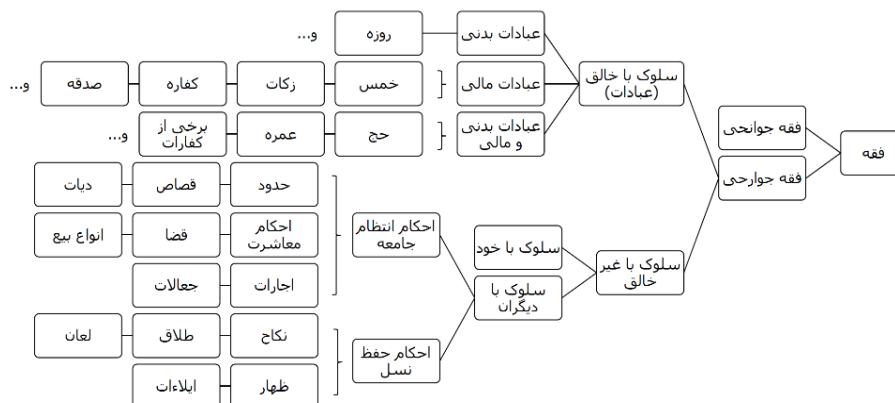 فقه
فقه جوانحی
فقه جوارحی
سلوک با خالق
(عبادات)
عبادات بدنی
روزه
و...
عبادات مالی
خمس
زکات
کفاره
صدقه
و...
عبادات بدنی
و مالی
حج
عمره
برخی از
کفارات
و...
سلوک با غیر
خالق
سلوک با خود
سلوک با
دیگران
احکام انتظام
جامعه
حدود
قصاص
دیات
احکام
معاشرت
قضا
انواع بیع
اجارات
جعالات
احکام حفظ
نسل
نکاح
طلاق
لعان
ظهار
ایلاءات